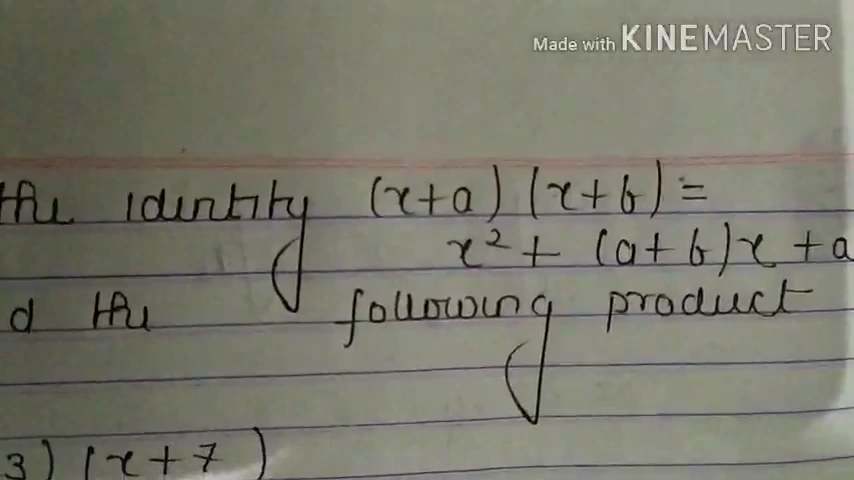 Made with KINEMASTER
the identity (x+a) (x+b) =
x² + (a+b)x + a
d the following product
3) (x+7)